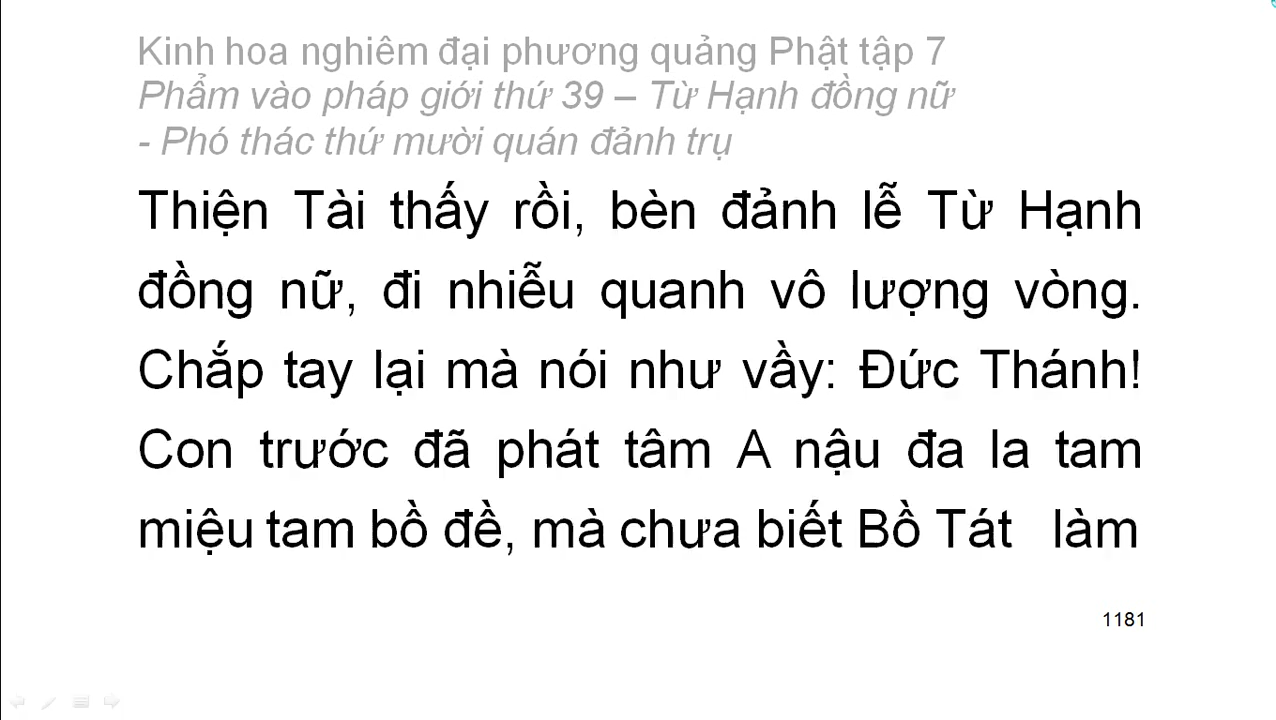 Kinh hoa nghiêm đại phương quảng Phật tập 7
Phẩm vào pháp giới thứ 39 – Từ Hạnh đồng nữ
- Phó thác thứ mười quán đảnh trụ
Thiện Tài thấy rồi, bèn đảnh lễ Từ Hạnh
đồng nữ, đi nhiễu quanh vô lượng vòng.
Chắp tay lại mà nói như vầy: Đức Thánh!
Con trước đã phát tâm A nậu đa la tam
miệu tam bồ đề, mà chưa biết Bồ Tát làm
1181